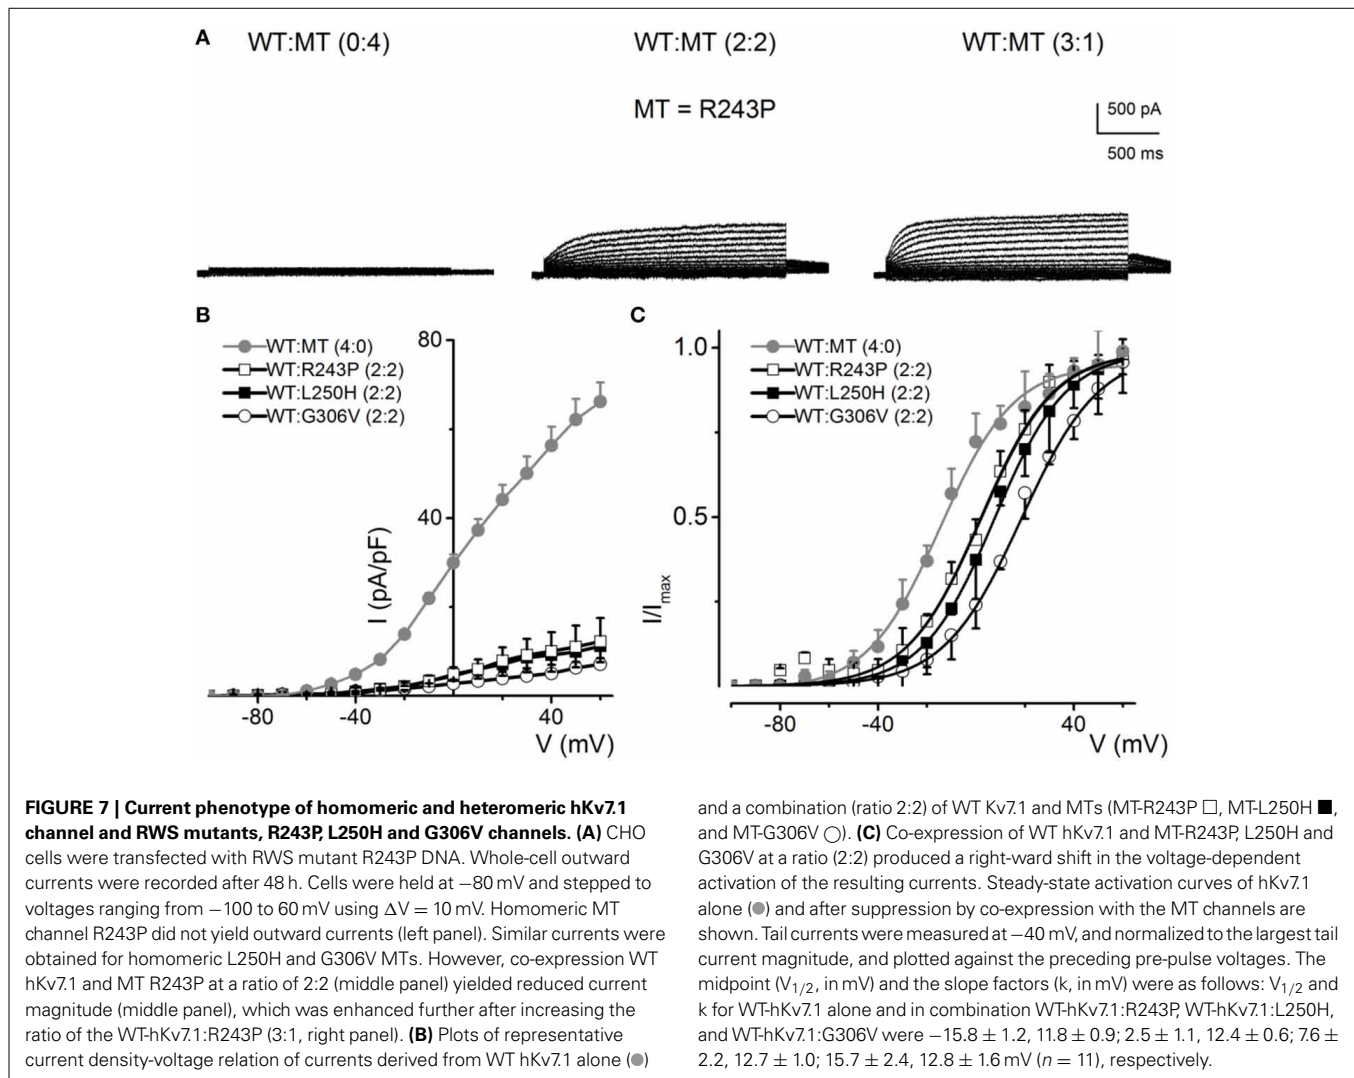 A
WT:MT (0:4)
WT:MT (2:2)
WT:MT (3:1)
MT = R243P
500 pA
500 ms
B
WT:MT (4:0)
WT:R243P (2:2)
WT:L250H (2:2)
WT:G306V (2:2)
80
40
I (pA/pF)
-80
-40
40
V (mV)
C
WT:MT (4:0)
WT:R243P (2:2)
WT:L250H (2:2)
WT:G306V (2:2)
1.0
0.5
I/Imax
-80
-40
40
V (mV)
FIGURE 7 | Current phenotype of homomeric and heteromeric hKv7.1
channel and RWS mutants, R243P, L250H and G306V channels. (A) CHO
cells were transfected with RWS mutant R243P DNA. Whole-cell outward
currents were recorded after 48 h. Cells were held at −80 mV and stepped to
voltages ranging from −100 to 60 mV using ΔV = 10 mV. Homomeric MT
channel R243P did not yield outward currents (left panel). Similar currents were
obtained for homomeric L250H and G306V MTs. However, co-expression WT
hKv7.1 and MT R243P at a ratio of 2:2 (middle panel) yielded reduced current
magnitude (middle panel), which was enhanced further after increasing the
ratio of the WT-hKv7.1:R243P (3:1, right panel). (B) Plots of representative
current density-voltage relation of currents derived from WT hKv7.1 alone (●)
and a combination (ratio 2:2) of WT Kv7.1 and MTs (MT-R243P □, MT-L250H ■,
and MT-G306V ○). (C) Co-expression of WT hKv7.1 and MT-R243P, L250H and
G306V at a ratio (2:2) produced a right-ward shift in the voltage-dependent
activation of the resulting currents. Steady-state activation curves of hKv7.1
alone (●) and after suppression by co-expression with the MT channels are
shown. Tail currents were measured at −40 mV, and normalized to the largest tail
current magnitude, and plotted against the preceding pre-pulse voltages. The
midpoint (V1/2, in mV) and the slope factors (k, in mV) were as follows: V1/2 and
k for WT-hKv7.1 alone and in combination WT-hKv7.1:R243P, WT-hKv7.1:L250H,
and WT-hKv7.1:G306V were −15.8 ± 1.2, 11.8 ± 0.9; 2.5 ± 1.1, 12.4 ± 0.6; 7.6 ±
2.2, 12.7 ± 1.0; 15.7 ± 2.4, 12.8 ± 1.6 mV (n = 11), respectively.